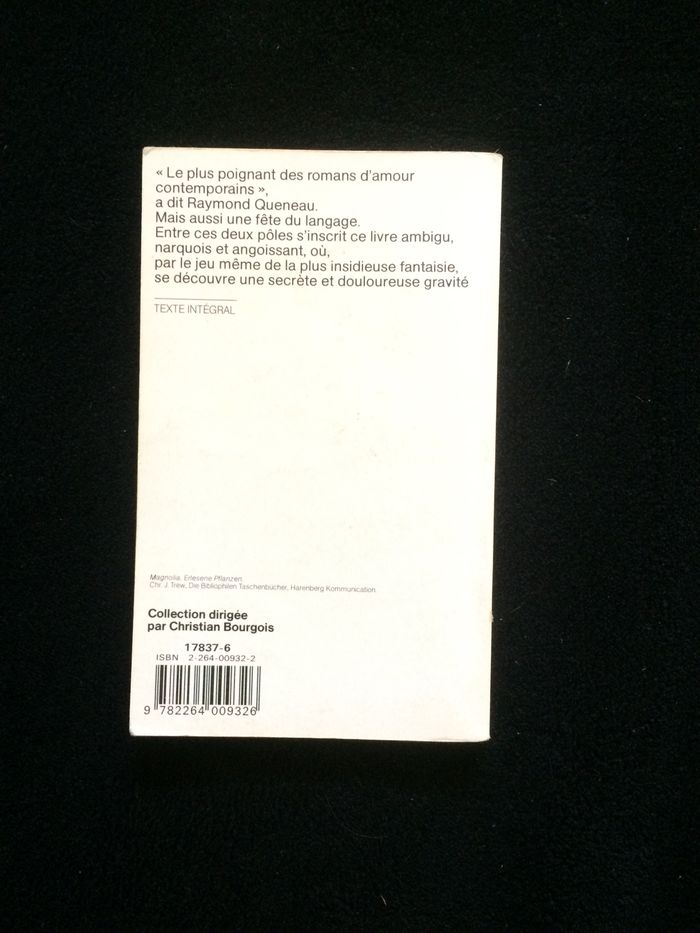 « Le plus poignant des romans d'amour
contemporains »,
a dit Raymond Queneau.
Mais aussi une fête du langage.
Entre ces deux pôles s'inscrit ce livre ambigu,
narquois et angoissant, où,
par le jeu même de la plus insidieuse fantaisie,
se découvre une secrète et douloureuse gravité
TEXTE INTÉGRAL
Magnolia. Erlesene Pflanzen.
Chr. J. Trew, Die Bibliophilen Taschenbücher, Harenberg Kommunication.
Collection dirigée
par Christian Bourgois
17837-6
ISBN 2-264-00932-2
9 782264 009326